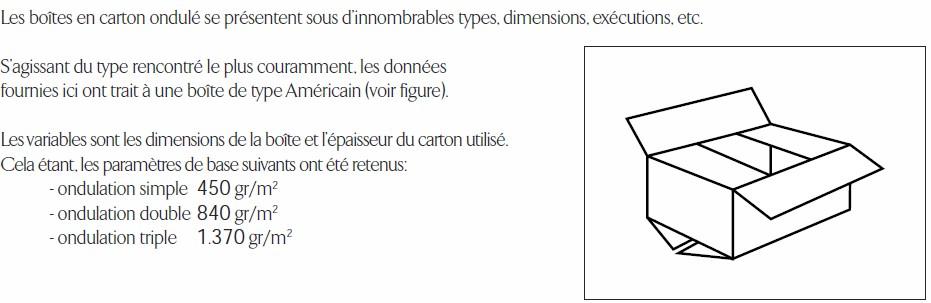 Les boîtes en carton ondulé se présentent sous d'innombrables types, dimensions, exécutions, etc.
S'agissant du type rencontré le plus couramment, les données
fournies ici ont trait à une boîte de type Américain (voir figure).
Les variables sont les dimensions de la boîte et l'épaisseur du carton utilisé.
Cela étant, les paramètres de base suivants ont été retenus:
- ondulation simple 450 gr/m²
- ondulation double 840 gr/m²
- ondulation triple 1.370 gr/m²